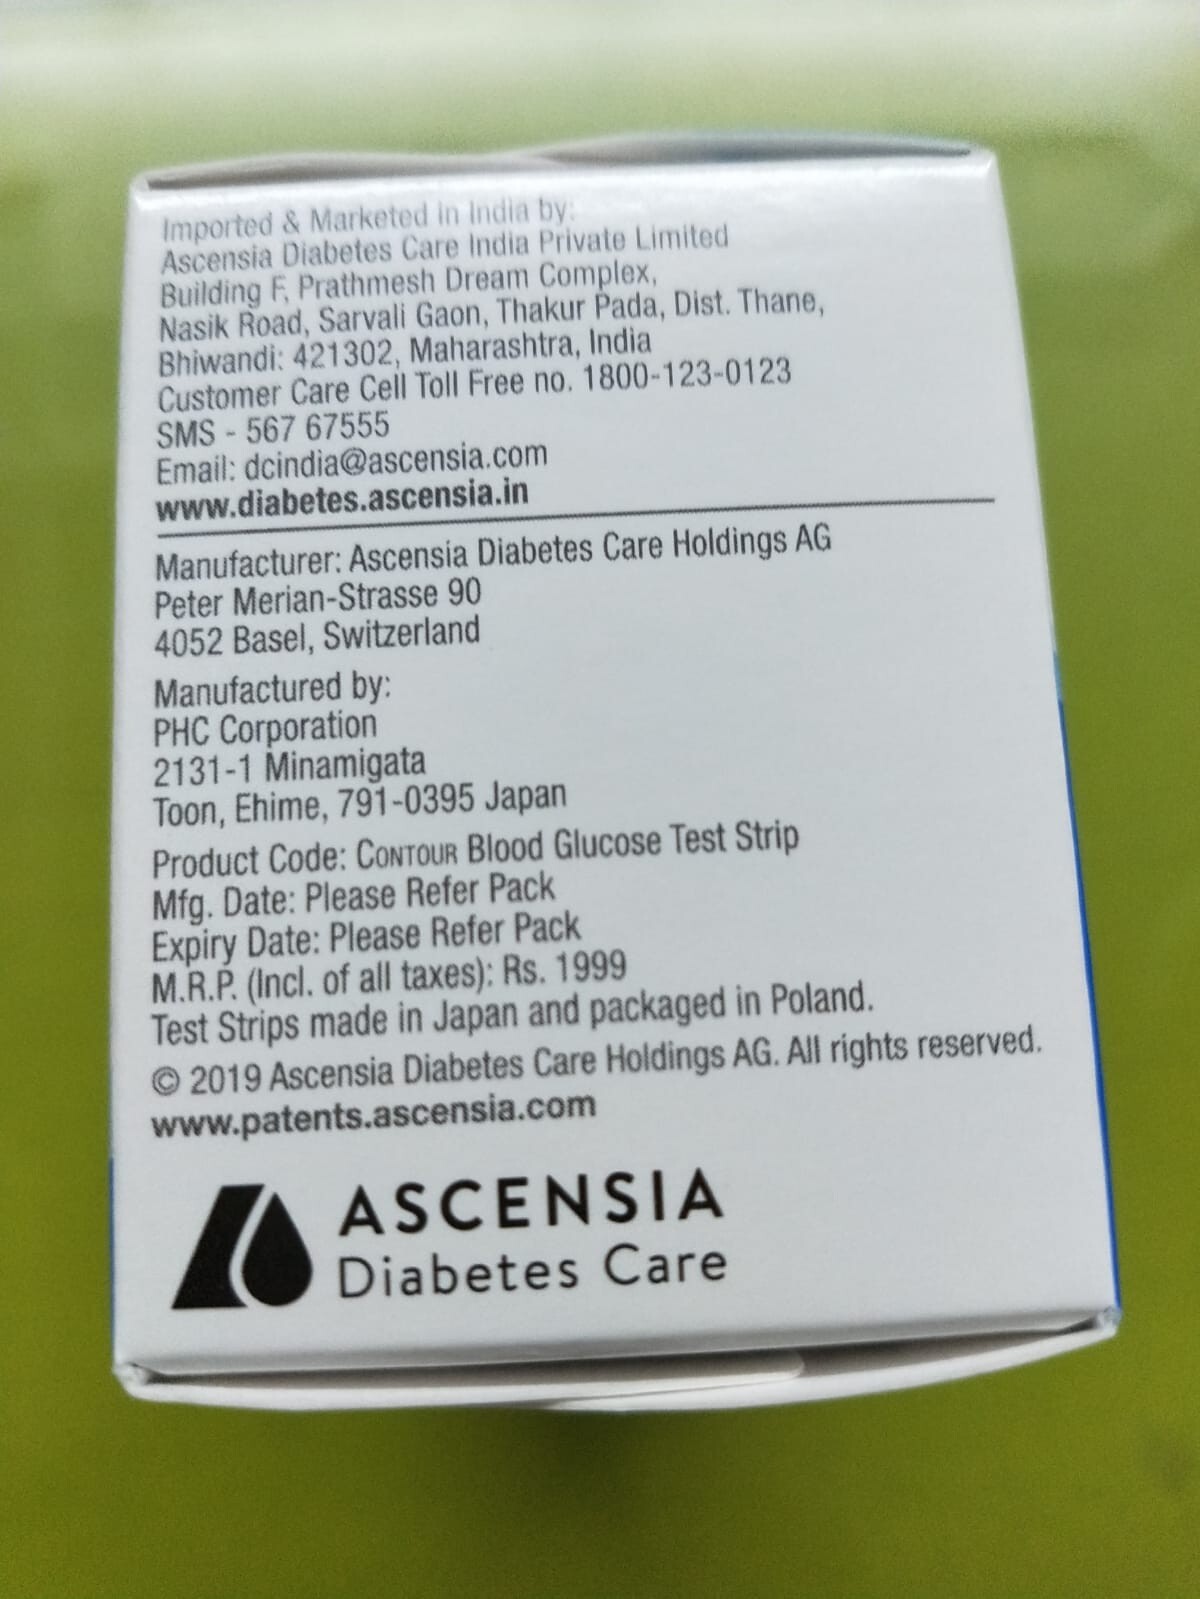 Imported & Marketed in India by:
Ascensia Diabetes Care India Private Limited
Building F, Prathmesh Dream Complex,
Nasik Road, Sarvali Gaon, Thakur Pada, Dist. Thane,
Bhiwandi: 421302, Maharashtra, India
Customer Care Cell Toll Free no. 1800-123-0123
SMS - 567 67555
Email: dcindia@ascensia.com
www.diabetes.ascensia.in
Manufacturer: Ascensia Diabetes Care Holdings AG
Peter Merian-Strasse 90
4052 Basel, Switzerland
Manufactured by:
PHC Corporation
2131-1 Minamigata
Toon, Ehime, 791-0395 Japan
Product Code: CONTOUR Blood Glucose Test Strip
Mfg. Date: Please Refer Pack
Expiry Date: Please Refer Pack
M.R.P. (Incl. of all taxes): Rs. 1999
Test Strips made in Japan and packaged in Poland.
© 2019 Ascensia Diabetes Care Holdings AG. All rights reserved.
www.patents.ascensia.com
ASCENSIA
Diabetes Care